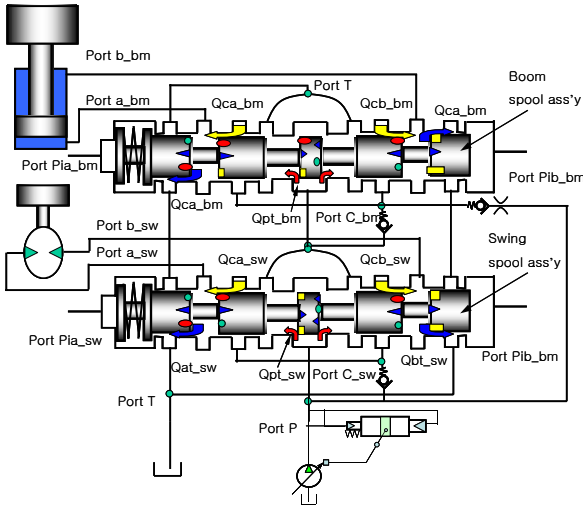 Port b_bm
Port T
Boom
spool ass'y
Port a_bm
Qca_bm
Qcb_bm
Qca_bm
Port Pia_bm
Port Pib_bm
Qca_bm
Qpt_bm
Port C_bm
Port b_sw
Port a_sw
Qca_sw
Qcb_sw
Swing
spool ass'y
Port Pia_sw
Port Pib_bm
Qat_sw
Qpt_sw
Port C_sw
Qbt_sw
Port T
Port P